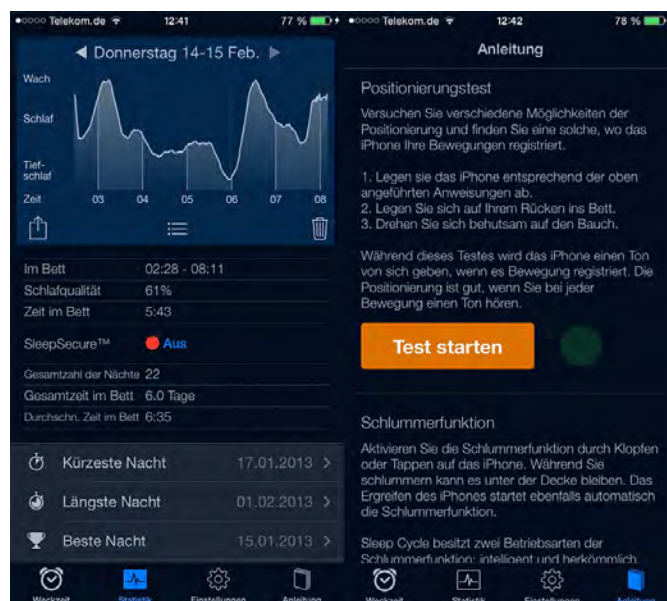 Telekom.de 12:41 77 %
Donnerstag 14-15 Feb.
Wach
Schlaf
Tief-
schlaf
Zeit 03 04 05 06 07 08
Im Bett 02:28 - 08:11
Schlafqualität 61%
Zeit im Bett 5:43
SleepSecure™ Aus
Gesamtzahl der Nächte 22
Gesamtzeit im Bett 6.0 Tage
Durchschn. Zeit im Bett 6:35
Kürzeste Nacht 17.01.2013
Längste Nacht 01.02.2013
Beste Nacht 15.01.2013
Weckzeit Statistik Einstellungen Anleitung
Telekom.de 12:42 78 %
Anleitung
Positionierungstest
Versuchen Sie verschiedene Möglichkeiten der
Positionierung und finden Sie eine solche, wo das
iPhone Ihre Bewegungen registriert.
1. Legen sie das iPhone entsprechend der oben
angeführten Anweisungen ab.
2. Legen Sie sich auf Ihrem Rücken ins Bett.
3. Drehen Sie sich behutsam auf den Bauch.
Während dieses Testes wird das iPhone einen Ton
von sich geben, wenn es Bewegung registriert. Die
Positionierung ist gut, wenn Sie bei jeder
Bewegung einen Ton hören.
Test starten
Schlummerfunktion
Aktivieren Sie die Schlummerfunktion durch Klopfen
oder Tappen auf das iPhone. Während Sie
schlummern kann es unter der Decke bleiben. Das
Ergreifen des iPhones startet ebenfalls automatisch
die Schlummerfunktion.
Sleep Cycle besitzt zwei Betriebsarten der
Schlummerfunktion: intelligent und herkömmlich.
Weckzeit Statistik Einstellungen Anleitung